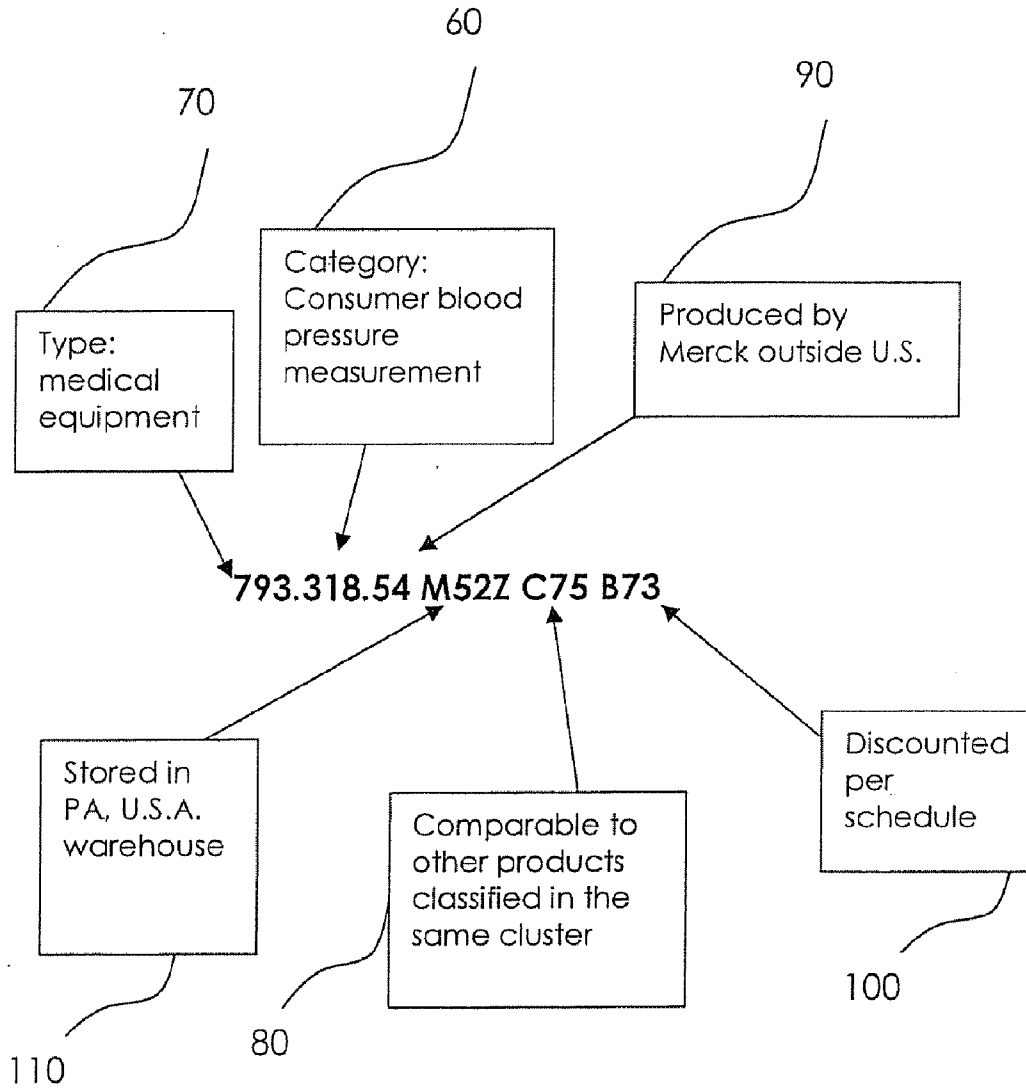 60
90
70
Category:
Consumer blood
pressure
measurement
Produced by
Merck outside U.S.
Type:
medical
equipment
793.318.54 M52Z C75 B73
Stored in
PA, U.S.A.
warehouse
Comparable to
other products
classified in the
same cluster
Discounted
per
schedule
100
80
110